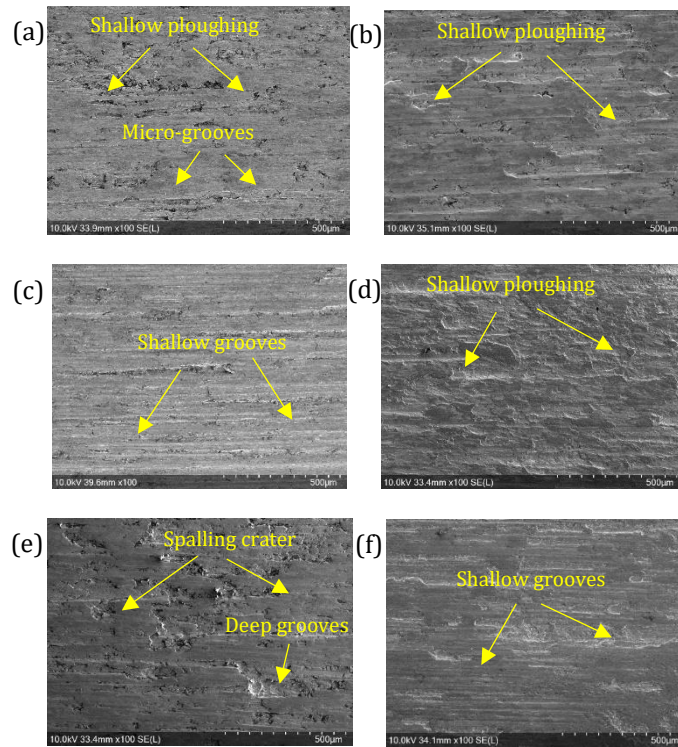 (a)
Shallow ploughing
Micro-grooves
10.0kV 33.9mm x100 SE(L)
500µm
(b)
Shallow ploughing
10.0kV 35.1mm x100 SE(L)
500µm
(c)
Shallow grooves
10.0kV 39.6mm x100
500µm
(d)
Shallow ploughing
10.0kV 33.4mm x100 SE(L)
500µm
(e)
Spalling crater
Deep grooves
10.0kV 33.4mm x100 SE(L)
500µm
(f)
Shallow grooves
10.0kV 34.1mm x100 SE(L)
500µm